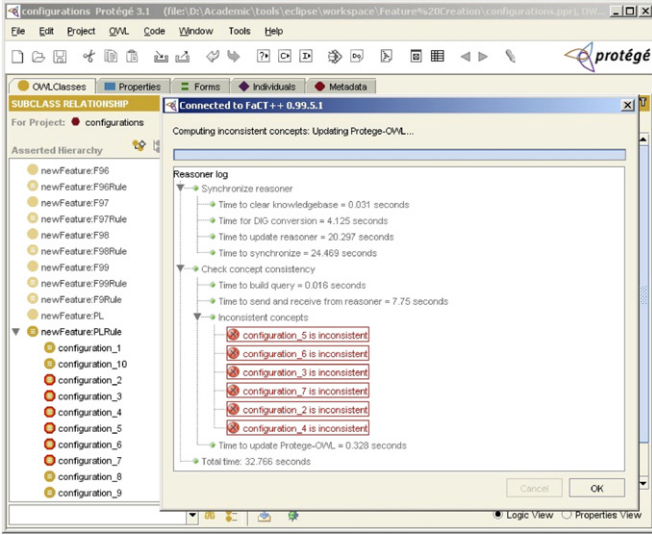 configurations Protégé 3.1 (file:\D:\Academic\tools\eclipse\workspace\Feature%20Creation\configurations.pprj, OW...
File Edit Project OWL Code Window Tools Help
protégé
OWLClasses Properties Forms Individuals Metadata
SUBCLASS RELATIONSHIP
For Project: configurations
Asserted Hierarchy
newFeature:F96
newFeature:F96Rule
newFeature:F97
newFeature:F97Rule
newFeature:F98
newFeature:F98Rule
newFeature:F99
newFeature:F99Rule
newFeature:F9Rule
newFeature:PL
newFeature:PLRule
configuration_1
configuration_10
configuration_2
configuration_3
configuration_4
configuration_5
configuration_6
configuration_7
configuration_8
configuration_9
Connected to FaCT++ 0.99.5.1
Computing inconsistent concepts: Updating Protege-OWL...
Reasoner log
Synchronize reasoner
Time to clear knowledgebase = 0.031 seconds
Time for DIG conversion = 4.125 seconds
Time to update reasoner = 20.297 seconds
Time to synchronize = 24.469 seconds
Check concept consistency
Time to build query = 0.016 seconds
Time to send and receive from reasoner = 7.75 seconds
Inconsistent concepts
configuration_5 is inconsistent
configuration_6 is inconsistent
configuration_3 is inconsistent
configuration_7 is inconsistent
configuration_2 is inconsistent
configuration_4 is inconsistent
Time to update Protege-OWL = 0.328 seconds
Total time: 32.766 seconds
Cancel OK
Logic View Properties View